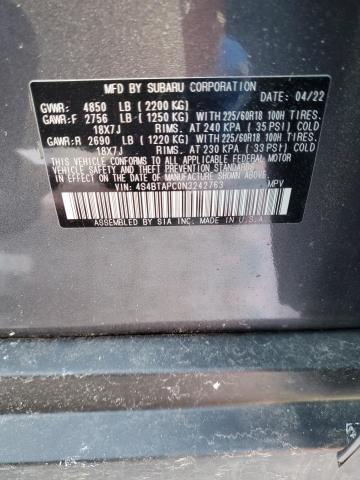 MFD BY SUBARU CORPORATION
DATE: 04/22
GVWR: 4850 LB (2200 KG)
GAWR:F 2756 LB (1250 KG) WITH 225/60R18 100H TIRES.
18X7J RIMS. AT 240 KPA (35 PSI) COLD
GAWR:R 2690 LB (1220 KG) WITH 225/60R18 100H TIRES.
18X7J RIMS. AT 230 KPA (33 PSI) COLD
THIS VEHICLE CONFORMS TO ALL APPLICABLE FEDERAL MOTOR
VEHICLE SAFETY, BUMPER, AND THEFT PREVENTION STANDARDS
IN EFFECT ON THE DATE OF MANUFACTURE SHOWN ABOVE.
VIN: 4S4BTAPC0N3242763 MPV
ASSEMBLED BY SIA INC. MADE IN U.S.A.